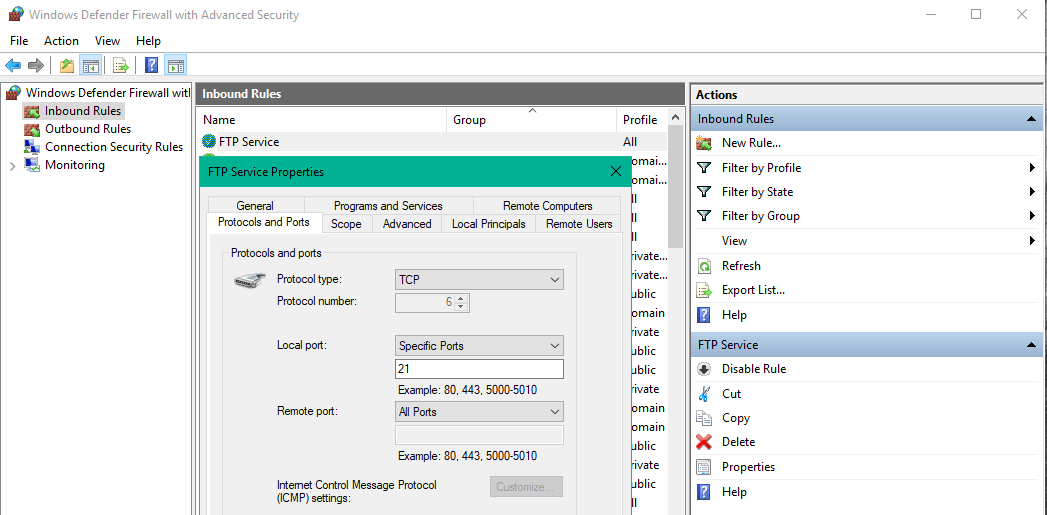 Windows Defender Firewall with Advanced Security
File Action View Help
Windows Defender Firewall wit
Inbound Rules
Outbound Rules
Connection Security Rules
Monitoring
Inbound Rules
Name Group Profile
FTP Service All
FTP Service Properties
General Programs and Services Remote Computers
Protocols and Ports Scope Advanced Local Principals Remote Users
Protocols and ports
Protocol type: TCP
Protocol number: 6
Local port: Specific Ports
21
Example: 80, 443, 5000-5010
Remote port: All Ports
Example: 80, 443, 5000-5010
Internet Control Message Protocol
(ICMP) settings:
Customize...
omai...
omai...
ll
ll
ll
rivate...
rivate...
ublic
omain
rivate
ublic
ublic
rivate
omain
omain
ublic
rivate
ublic
ll
Actions
Inbound Rules
New Rule...
Filter by Profile
Filter by State
Filter by Group
View
Refresh
Export List...
Help
FTP Service
Disable Rule
Cut
Copy
Delete
Properties
Help